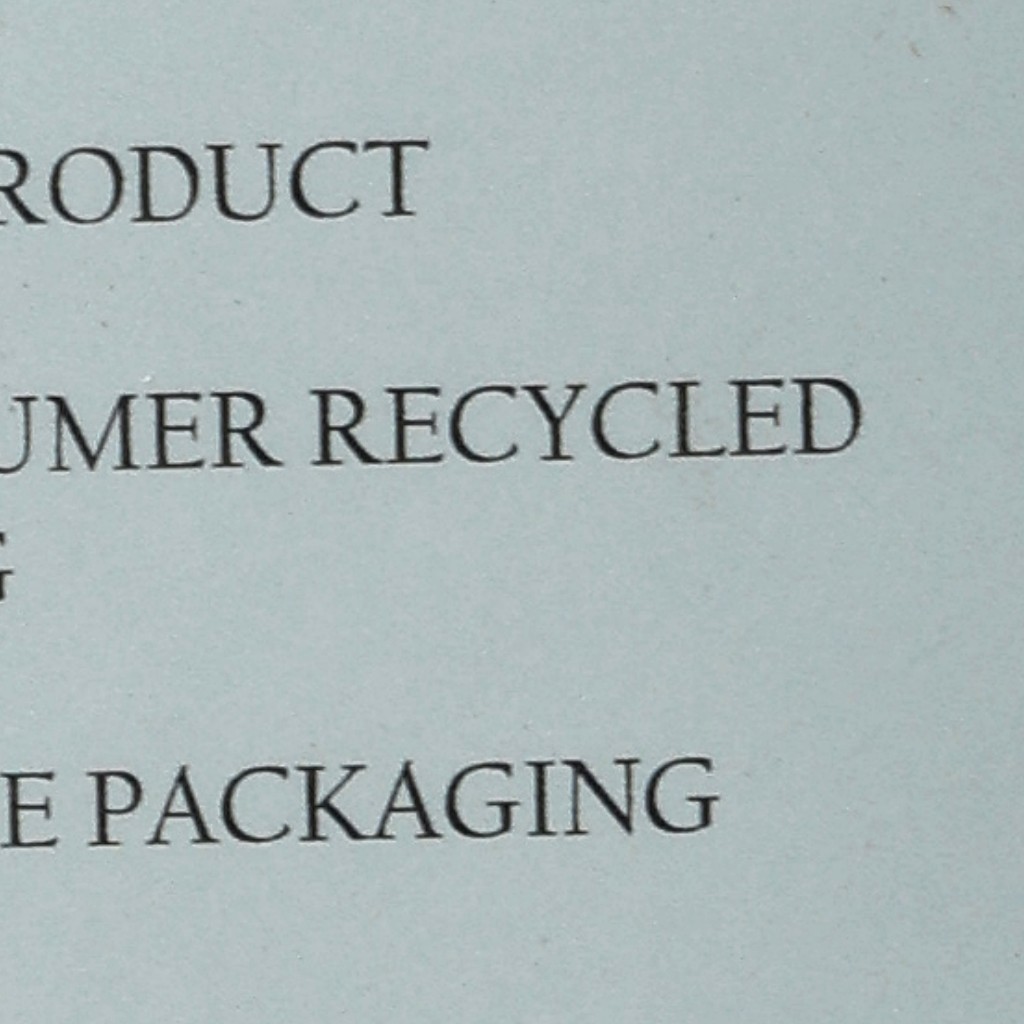 RODUCT
UMER RECYCLED
G
E PACKAGING